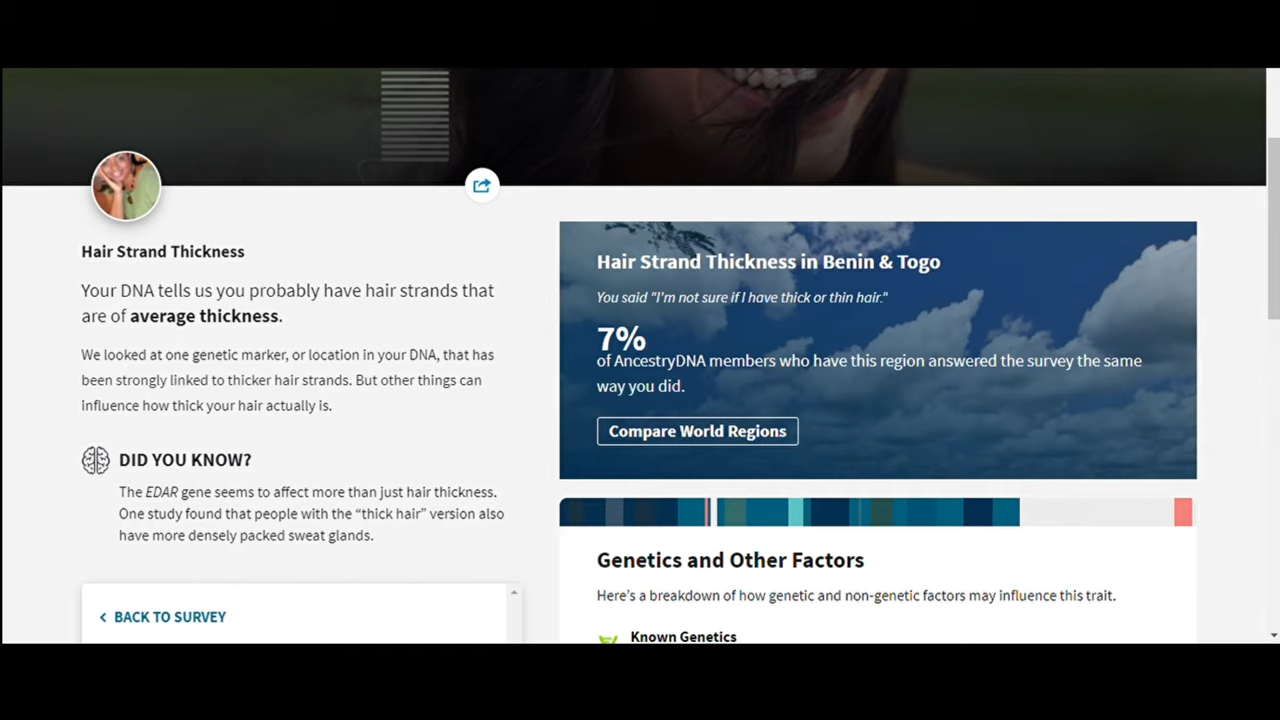 Hair Strand Thickness
Your DNA tells us you probably have hair strands that
are of average thickness.
We looked at one genetic marker, or location in your DNA, that has
been strongly linked to thicker hair strands. But other things can
influence how thick your hair actually is.
DID YOU KNOW?
The EDAR gene seems to affect more than just hair thickness.
One study found that people with the “thick hair” version also
have more densely packed sweat glands.
BACK TO SURVEY
Hair Strand Thickness in Benin & Togo
You said "I'm not sure if I have thick or thin hair."
7%
of AncestryDNA members who have this region answered the survey the same
way you did.
Compare World Regions
Genetics and Other Factors
Here’s a breakdown of how genetic and non-genetic factors may influence this trait.
Known Genetics